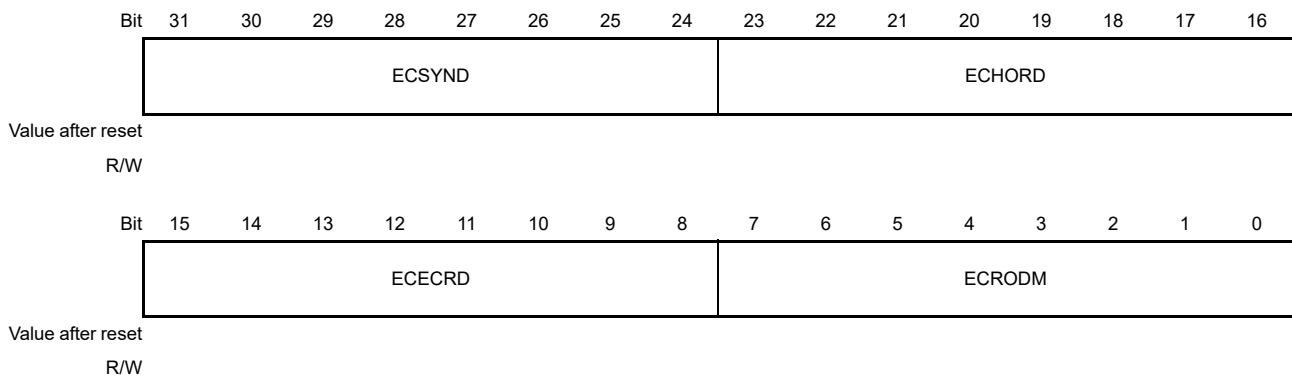 Bit 31 30 29 28 27 26 25 24 23 22 21 20 19 18 17 16
ECSYND ECHORD
Value after reset
R/W
Bit 15 14 13 12 11 10 9 8 7 6 5 4 3 2 1 0
ECECRD ECRODM
Value after reset
R/W